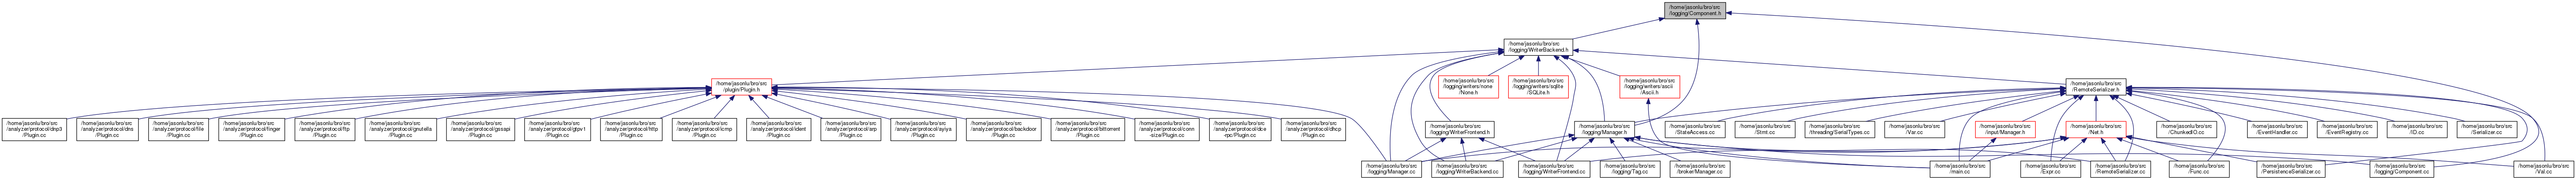 /home/jasonlu/bro/src
/logging/Component.h
/home/jasonlu/bro/src
/logging/WriterBackend.h
/home/jasonlu/bro/src
/plugin/Plugin.h
/home/jasonlu/bro/src
/logging/writers/none
/None.h
/home/jasonlu/bro/src
/logging/writers/sqlite
/SQLite.h
/home/jasonlu/bro/src
/logging/writers/ascii
/Ascii.h
/home/jasonlu/bro/src
/RemoteSerializer.h
/home/jasonlu/bro/src
/analyzer/protocol/dnp3
/Plugin.cc
/home/jasonlu/bro/src
/analyzer/protocol/dns
/Plugin.cc
/home/jasonlu/bro/src
/analyzer/protocol/file
/Plugin.cc
/home/jasonlu/bro/src
/analyzer/protocol/finger
/Plugin.cc
/home/jasonlu/bro/src
/analyzer/protocol/ftp
/Plugin.cc
/home/jasonlu/bro/src
/analyzer/protocol/gnutella
/Plugin.cc
/home/jasonlu/bro/src
/analyzer/protocol/gssapi
/Plugin.cc
/home/jasonlu/bro/src
/analyzer/protocol/gtpv1
/Plugin.cc
/home/jasonlu/bro/src
/analyzer/protocol/http
/Plugin.cc
/home/jasonlu/bro/src
/analyzer/protocol/icmp
/Plugin.cc
/home/jasonlu/bro/src
/analyzer/protocol/ident
/Plugin.cc
/home/jasonlu/bro/src
/analyzer/protocol/arp
/Plugin.cc
/home/jasonlu/bro/src
/analyzer/protocol/ayiya
/Plugin.cc
/home/jasonlu/bro/src
/analyzer/protocol/backdoor
/Plugin.cc
/home/jasonlu/bro/src
/analyzer/protocol/bittorrent
/Plugin.cc
/home/jasonlu/bro/src
/analyzer/protocol/conn
-size/Plugin.cc
/home/jasonlu/bro/src
/analyzer/protocol/dce
-rpc/Plugin.cc
/home/jasonlu/bro/src
/analyzer/protocol/dhcp
/Plugin.cc
/home/jasonlu/bro/src
/logging/WriterFrontend.h
/home/jasonlu/bro/src
/logging/Manager.h
/home/jasonlu/bro/src
/StateAccess.cc
/home/jasonlu/bro/src
/Stmt.cc
/home/jasonlu/bro/src
/threading/SerialTypes.cc
/home/jasonlu/bro/src
/Var.cc
/home/jasonlu/bro/src
/input/Manager.h
/home/jasonlu/bro/src
/Net.h
/home/jasonlu/bro/src
/ChunkedIO.cc
/home/jasonlu/bro/src
/EventHandler.cc
/home/jasonlu/bro/src
/EventRegistry.cc
/home/jasonlu/bro/src
/ID.cc
/home/jasonlu/bro/src
/Serializer.cc
/home/jasonlu/bro/src
/logging/Manager.cc
/home/jasonlu/bro/src
/logging/WriterBackend.cc
/home/jasonlu/bro/src
/logging/WriterFrontend.cc
/home/jasonlu/bro/src
/logging/Tag.cc
/home/jasonlu/bro/src
/broker/Manager.cc
/home/jasonlu/bro/src
/main.cc
/home/jasonlu/bro/src
/Expr.cc
/home/jasonlu/bro/src
/RemoteSerializer.cc
/home/jasonlu/bro/src
/Func.cc
/home/jasonlu/bro/src
/PersistenceSerializer.cc
/home/jasonlu/bro/src
/logging/Component.cc
/home/jasonlu/bro/src
/Val.cc